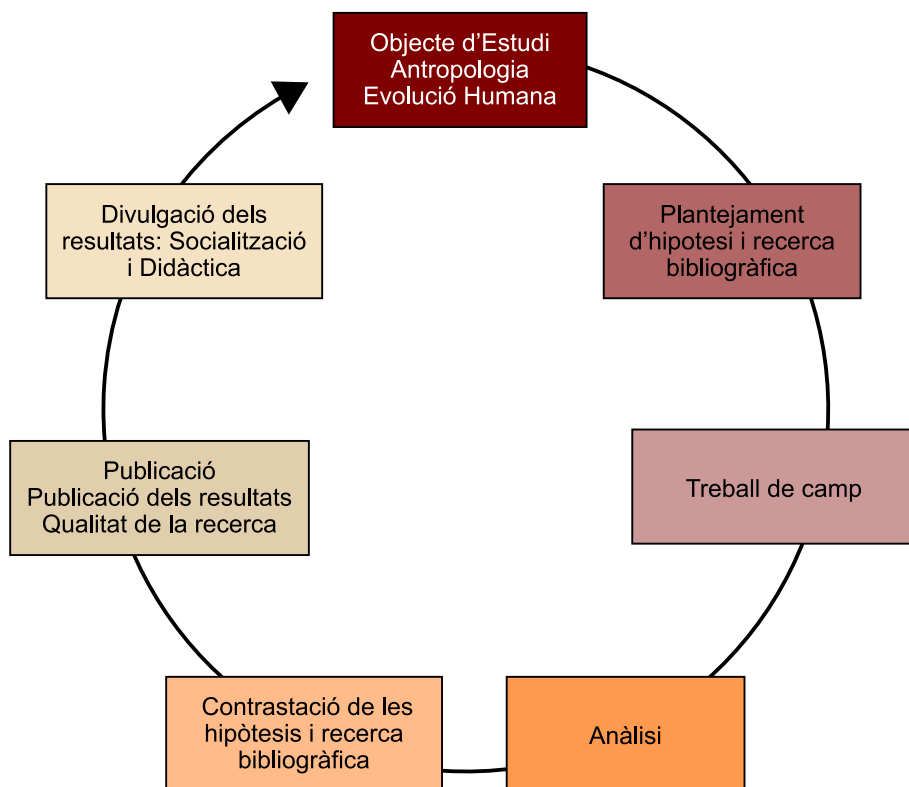 Objecte d’Estudi
Antropologia
Evolució Humana
Plantejament
d’hipotesi i recerca
bibliogràfica
Treball de camp
Anàlisi
Contrastació de les
hipòtesis i recerca
bibliogràfica
Publicació
Publicació dels resultats
Qualitat de la recerca
Divulgació dels
resultats: Socialització
i Didàctica